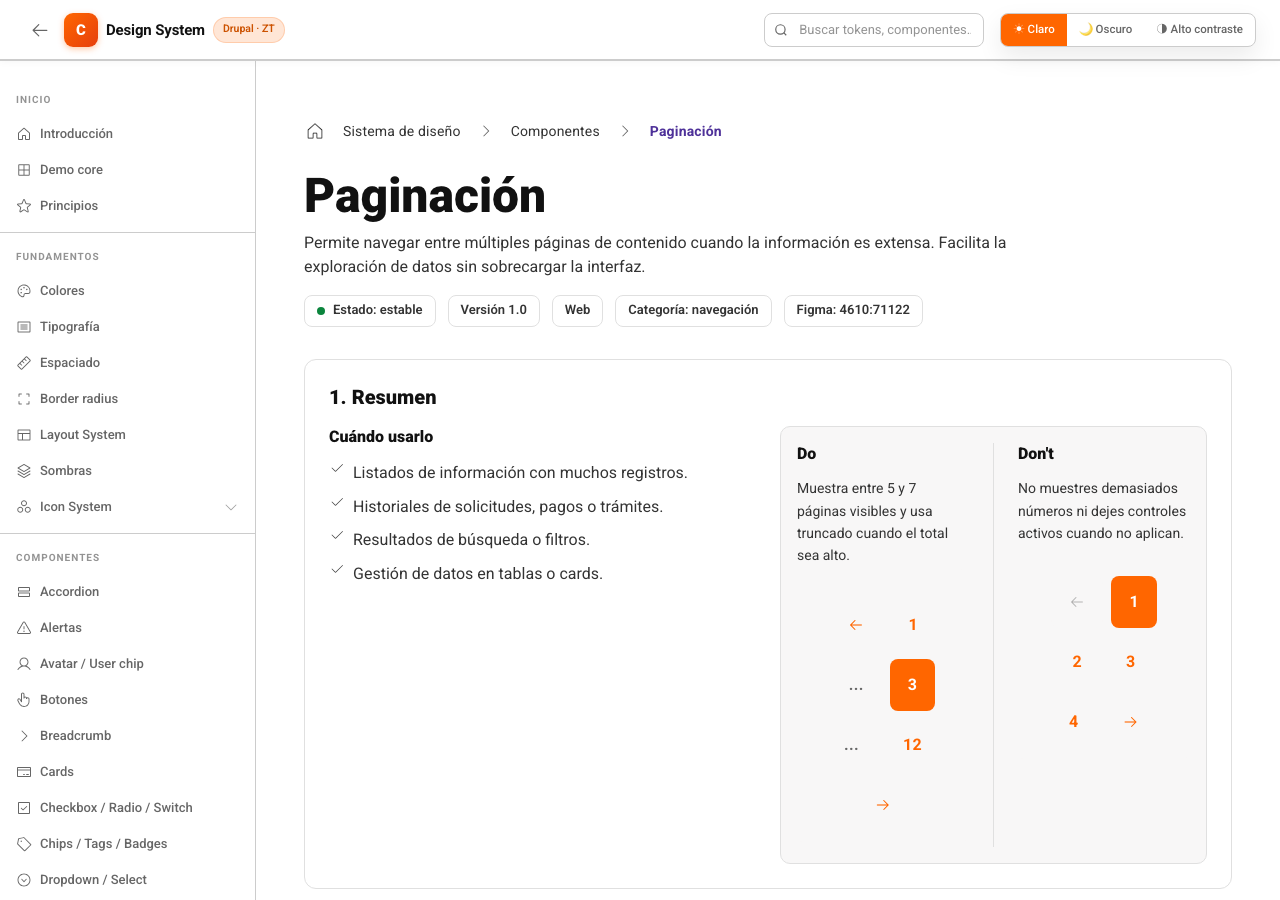 C
Design System
Drupal · ZT
Buscar tokens, componentes.
Claro
Oscuro
Alto contraste
INICIO
Introducción
Demo core
Principios
FUNDAMENTOS
Colores
Tipografía
Espaciado
Border radius
Layout System
Sombras
Icon System
COMPONENTES
Accordion
Alertas
Avatar / User chip
Botones
Breadcrumb
Cards
Checkbox / Radio / Switch
Chips / Tags / Badges
Dropdown / Select
Sistema de diseño
Componentes
Paginación
Paginación
Permite navegar entre múltiples páginas de contenido cuando la información es extensa. Facilita la
exploración de datos sin sobrecargar la interfaz.
Estado: estable
Versión 1.0
Web
Categoría: navegación
Figma: 4610:71122
1. Resumen
Cuándo usarlo
Listados de información con muchos registros.
Historiales de solicitudes, pagos o trámites.
Resultados de búsqueda o filtros.
Gestión de datos en tablas o cards.
Do
Muestra entre 5 y 7
páginas visibles y usa
truncado cuando el total
sea alto.
← 1
... 3
... 12
→
Don't
No muestres demasiados
números ni dejes controles
activos cuando no aplican.
← 1
2 3
4 →